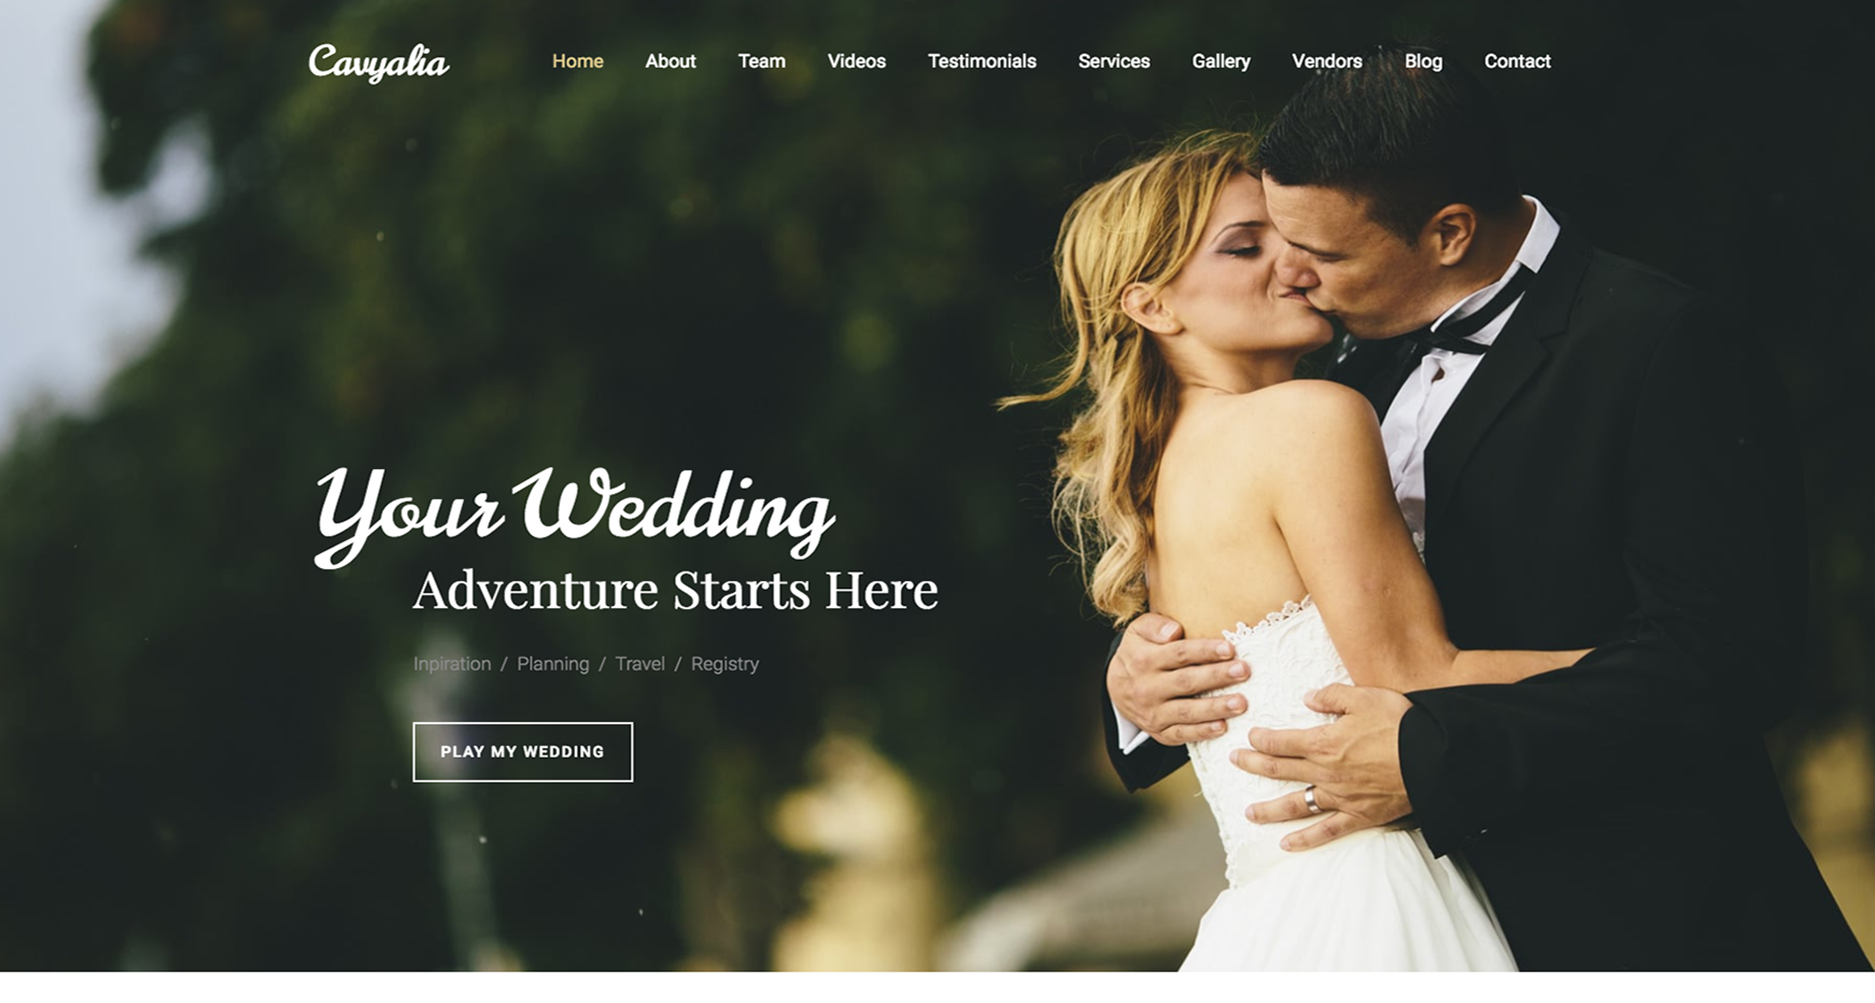 Cavyalia Home About Team Videos Testimonials Services Gallery Vendors Blog Contact
Your Wedding
Adventure Starts Here
Inpiration / Planning / Travel / Registry
PLAY MY WEDDING